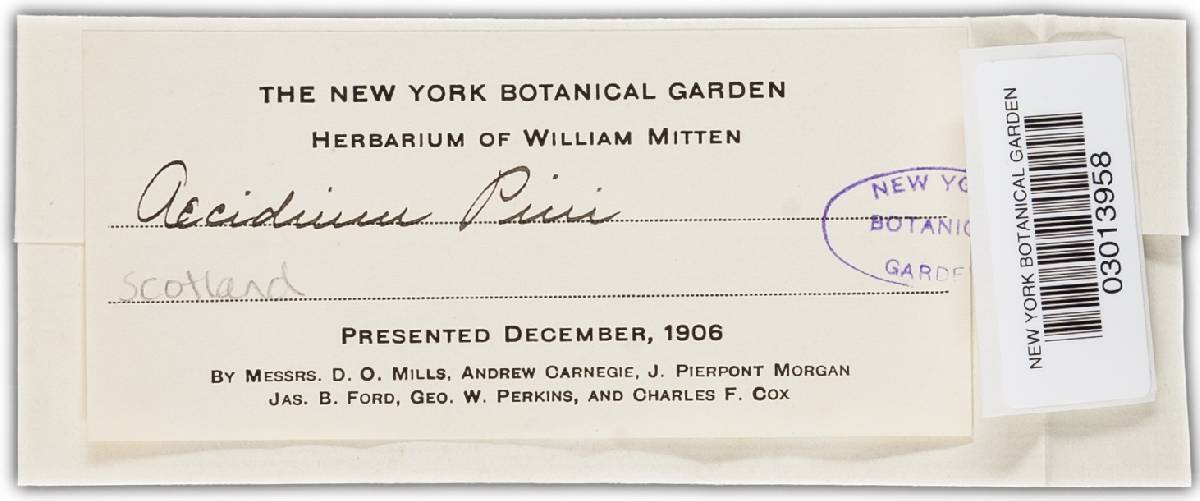 THE NEW YORK BOTANICAL GARDEN
HERBARIUM OF WILLIAM MITTEN
Aecidium Pini
Scotland
NEW YO
BOTANIC
GARDE
PRESENTED DECEMBER, 1906
BY MESSRS. D. O. MILLS, ANDREW CARNEGIE, J. PIERPONT MORGAN
JAS. B. FORD, GEO. W. PERKINS, AND CHARLES F. COX
NEW YORK BOTANICAL GARDEN
03013958